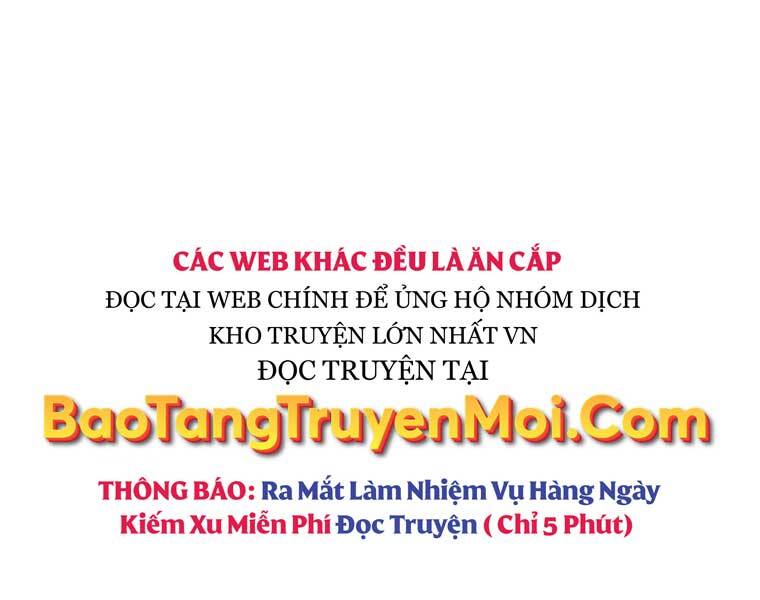 CÁC WEB KHÁC ĐỀU LÀ ĂN CẮP
ĐỌC TẠI WEB CHÍNH ĐỂ ỦNG HỘ NHÓM DỊCH
KHO TRUYỆN LỚN NHẤT VN
ĐỌC TRUYỆN TẠI
BaoTangTruyenMoi.Com
THÔNG BÁO: Ra Mắt Làm Nhiệm Vụ Hàng Ngày
Kiếm Xu Miễn Phí Đọc Truyện ( Chỉ 5 Phút)